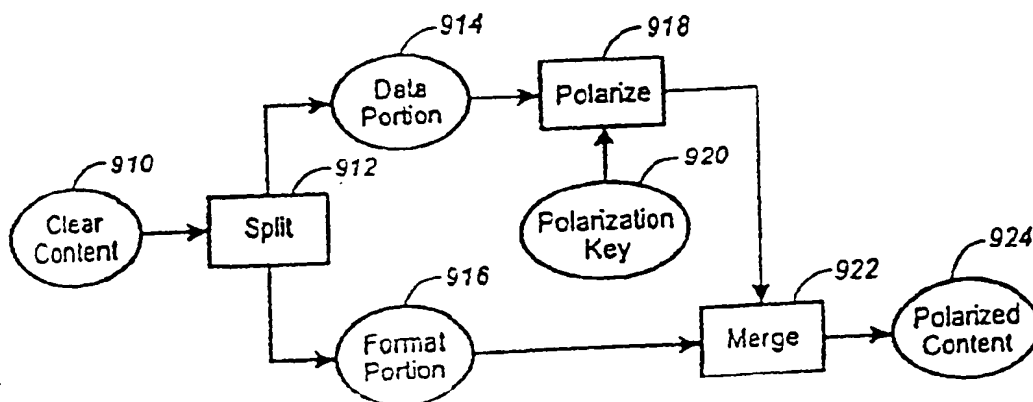 914
918
Data
Portion
Polarize
910
912
920
Clear
Content
Split
Polarization
Key
916
922
924
Format
Portion
Merge
Polarized
Content